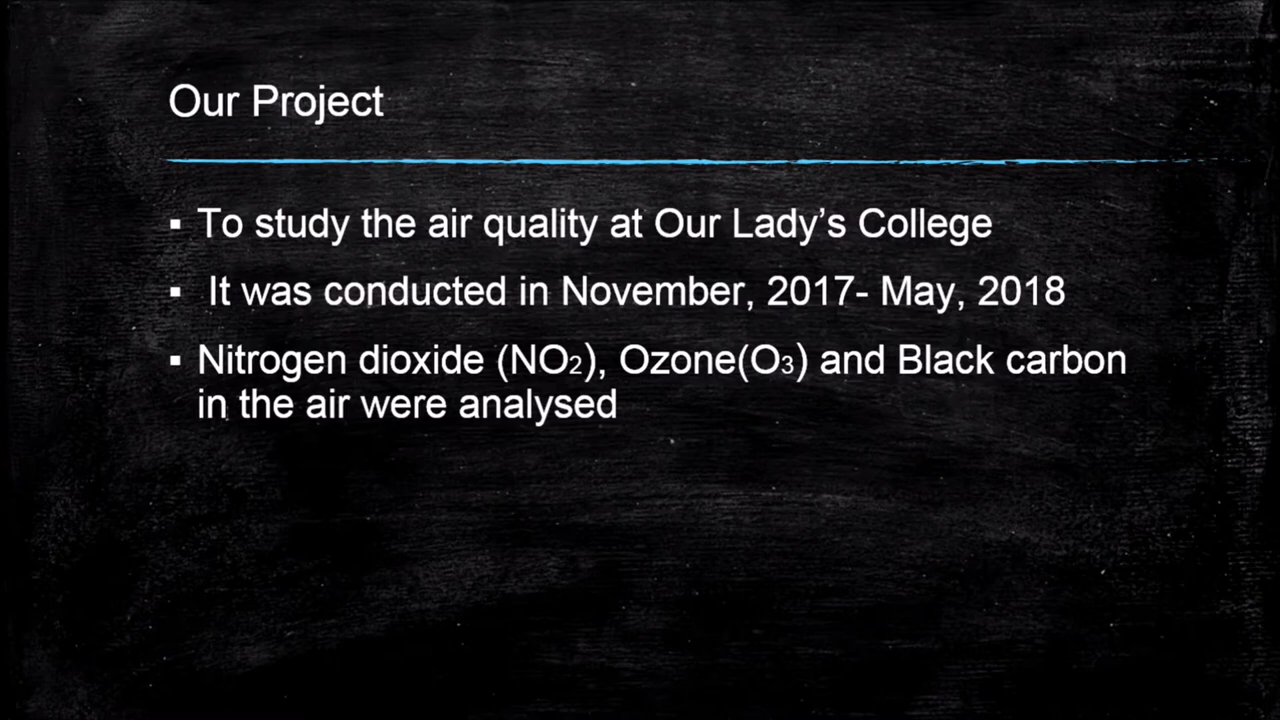 Our Project
▪ To study the air quality at Our Lady’s College
▪ It was conducted in November, 2017- May, 2018
▪ Nitrogen dioxide (NO₂), Ozone(O₃) and Black carbon
in the air were analysed